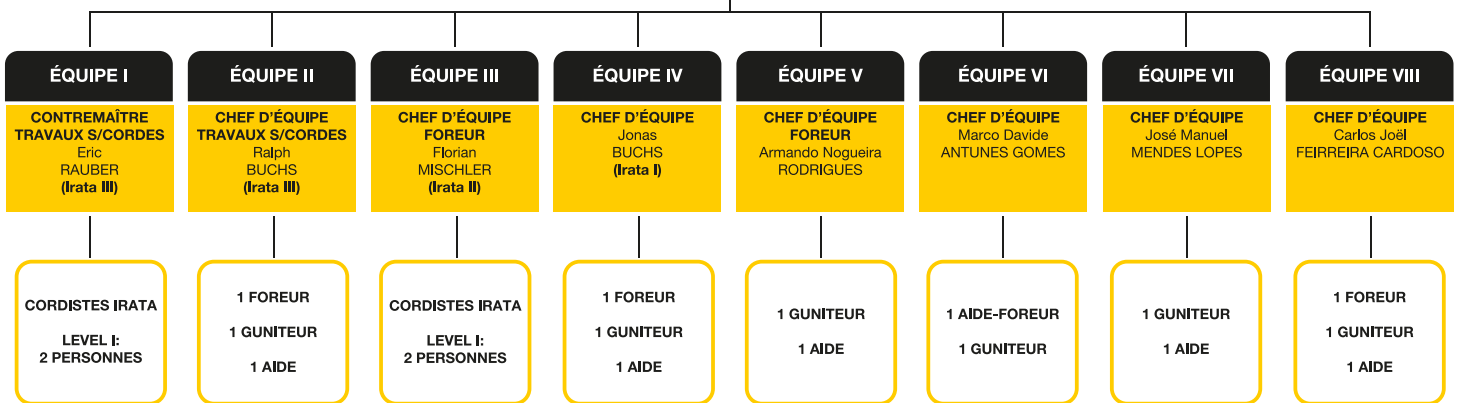 ÉQUIPE I
CONTREMAÎTRE
TRAVAUX S/CORDES
Eric
RAUBER
(Irata III)
CORDISTES IRATA
LEVEL I:
2 PERSONNES
ÉQUIPE II
CHEF D'ÉQUIPE
TRAVAUX S/CORDES
Ralph
BUCHS
(Irata III)
1 FOREUR
1 GUNITEUR
1 AIDE
ÉQUIPE III
CHEF D'ÉQUIPE
FOREUR
Florian
MISCHLER
(Irata II)
CORDISTES IRATA
LEVEL I:
2 PERSONNES
ÉQUIPE IV
CHEF D'ÉQUIPE
Jonas
BUCHS
(Irata I)
1 FOREUR
1 GUNITEUR
1 AIDE
ÉQUIPE V
CHEF D'ÉQUIPE
FOREUR
Armando Nogueira
RODRIGUES
1 GUNITEUR
1 AIDE
ÉQUIPE VI
CHEF D'ÉQUIPE
Marco Davide
ANTUNES GOMES
1 AIDE-FOREUR
1 GUNITEUR
ÉQUIPE VII
CHEF D'ÉQUIPE
José Manuel
MENDES LOPES
1 GUNITEUR
1 AIDE
ÉQUIPE VIII
CHEF D'ÉQUIPE
Carlos Joël
FEIRREIRA CARDOSO
1 FOREUR
1 GUNITEUR
1 AIDE